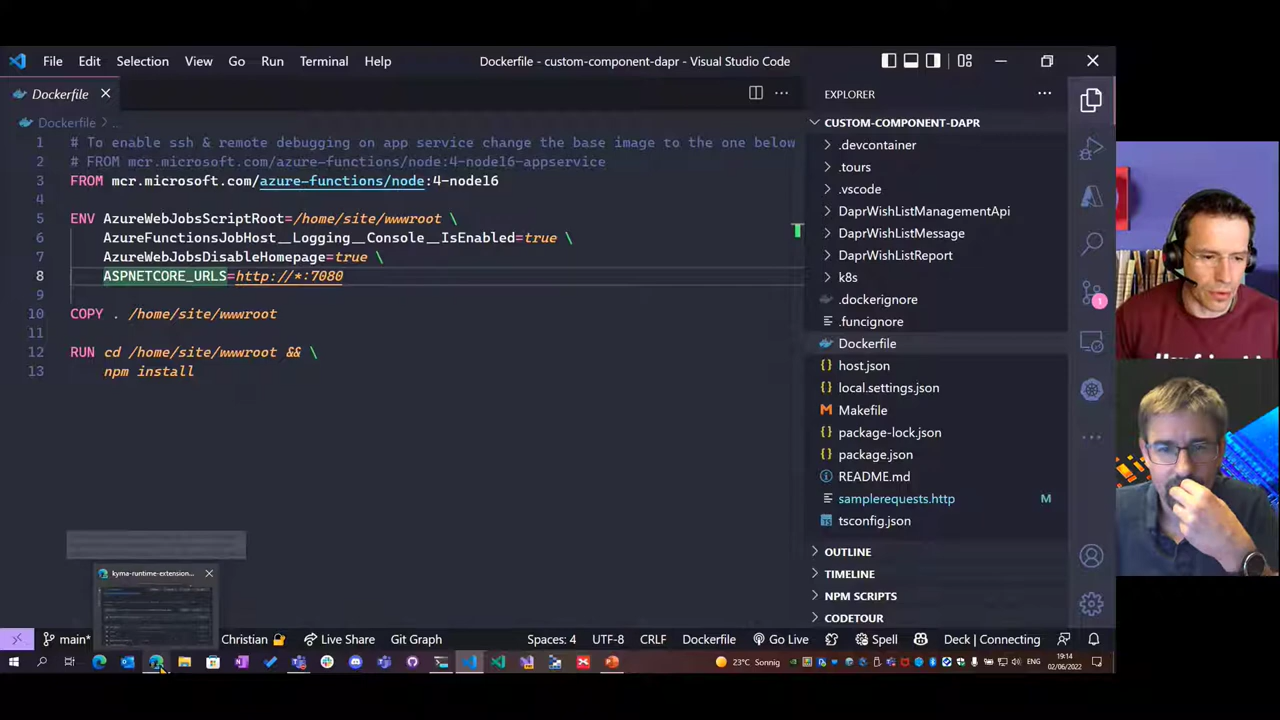 File Edit Selection View Go Run Terminal Help
Dockerfile - custom-component-dapr - Visual Studio Code
Dockerfile
Dockerfile > ...
1 # To enable ssh & remote debugging on app service change the base image to the one below
2 # FROM mcr.microsoft.com/azure-functions/node:4-node16-appservice
3 FROM mcr.microsoft.com/azure-functions/node:4-node16
4
5 ENV AzureWebJobsScriptRoot=/home/site/wwwroot \
6 AzureFunctionsJobHost__Logging__Console__IsEnabled=true \
7 AzureWebJobsDisableHomepage=true \
8 ASPNETCORE_URLS=http://*:7080
9
10 COPY . /home/site/wwwroot
11
12 RUN cd /home/site/wwwroot && \
13 npm install
EXPLORER
CUSTOM-COMPONENT-DAPR
.devcontainer
.tours
.vscode
DaprWishListManagementApi
DaprWishListMessage
DaprWishListReport
k8s
.dockerignore
.funcignore
Dockerfile
host.json
local.settings.json
Makefile
package-lock.json
package.json
README.md
samplerequests.http M
tsconfig.json
OUTLINE
TIMELINE
NPM SCRIPTS
CODETOUR
1
kyma-runtime-extension...
main* Christian Live Share Git Graph Spaces: 4 UTF-8 CRLF Dockerfile Go Live Spell Deck | Connecting
23°C Sonnig ENG
19:14
02/06/2022